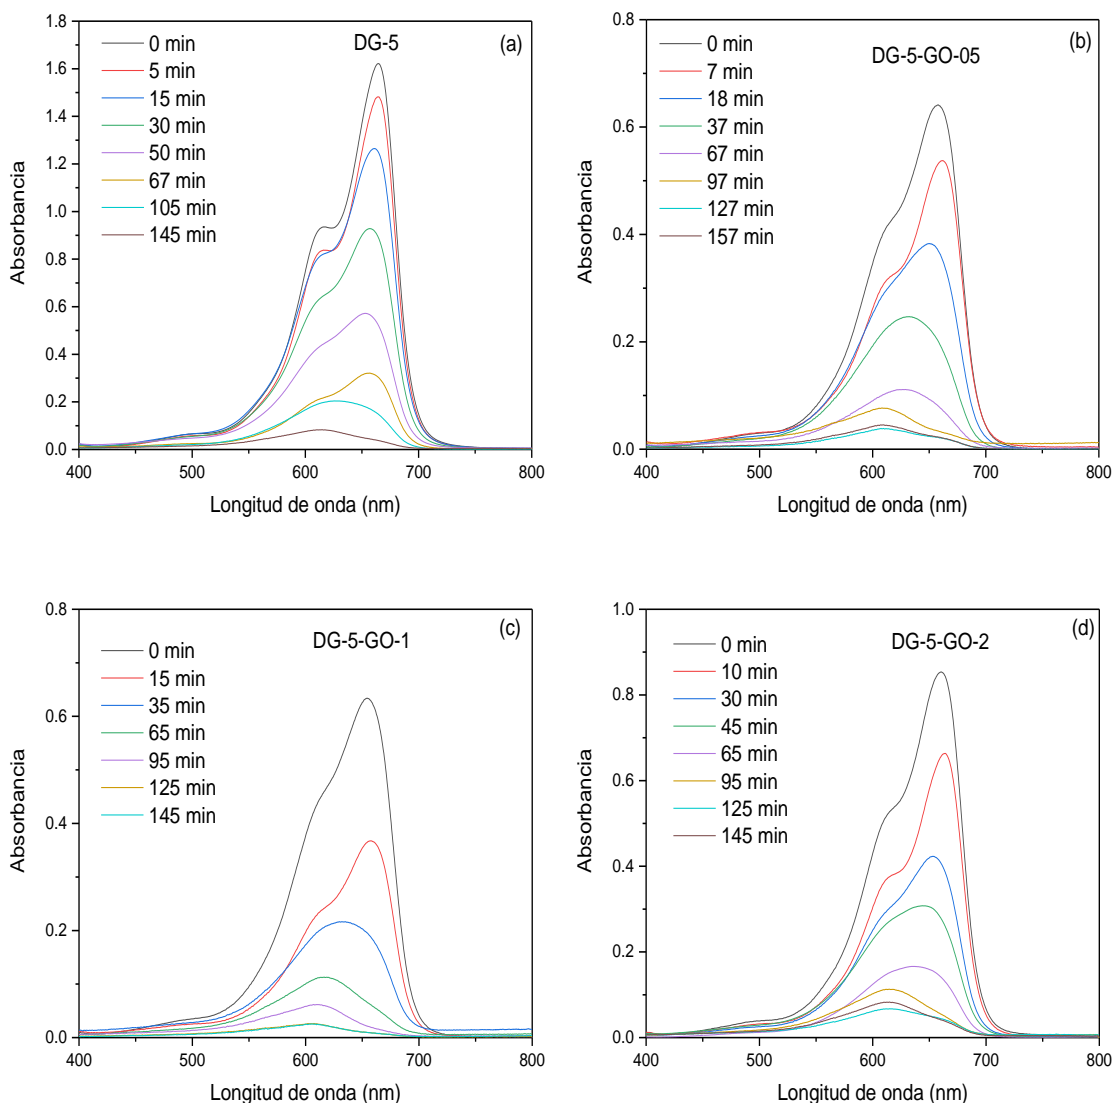 DG-5
(a)
0 min
5 min
15 min
30 min
50 min
67 min
105 min
145 min
1.8
1.6
1.4
1.2
1.0
0.8
0.6
0.4
0.2
0.0
Absorbancia
400
500
600
700
800
Longitud de onda (nm)
DG-5-GO-05
(b)
0 min
7 min
18 min
37 min
67 min
97 min
127 min
157 min
0.8
0.6
0.4
0.2
0.0
Absorbancia
400
500
600
700
800
Longitud de onda (nm)
DG-5-GO-1
(c)
0 min
15 min
35 min
65 min
95 min
125 min
145 min
0.8
0.6
0.4
0.2
0.0
Absorbancia
400
500
600
700
800
Longitud de onda (nm)
DG-5-GO-2
(d)
0 min
10 min
30 min
45 min
65 min
95 min
125 min
145 min
1.0
0.8
0.6
0.4
0.2
0.0
Absorbancia
400
500
600
700
800
Longitud de onda (nm)